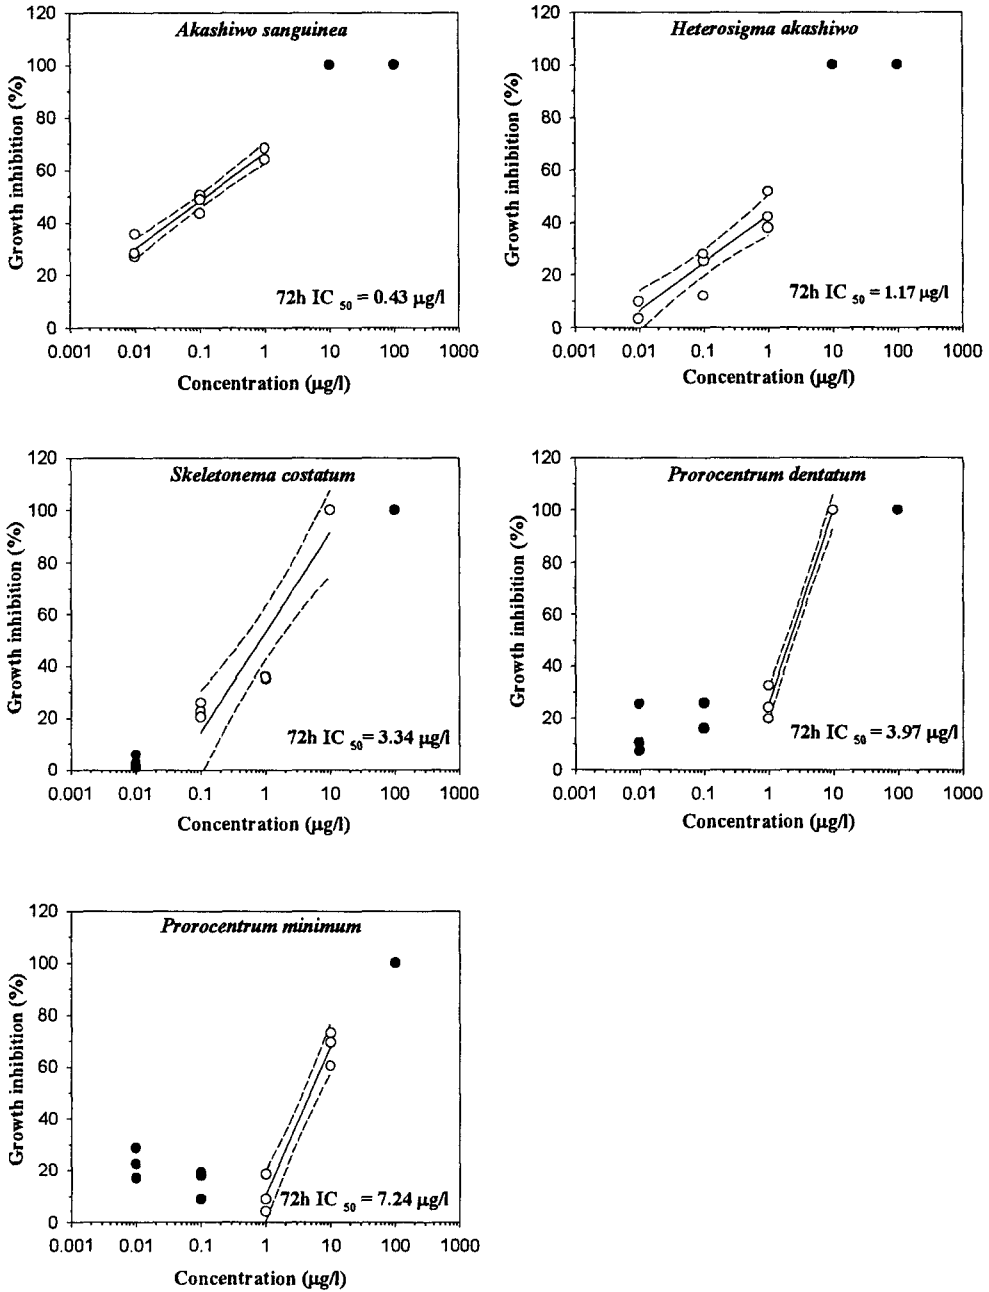 Akashiwo sanguinea
Growth inhibition (%)
120
100
80
60
40
20
0
72h IC 50 = 0.43 µg/l
0.001 0.01 0.1 1 10 100 1000
Concentration (µg/l)
Heterosigma akashiwo
Growth inhibition (%)
120
100
80
60
40
20
0
72h IC 50 = 1.17 µg/l
0.001 0.01 0.1 1 10 100 1000
Concentration (µg/l)
Skeletonema costatum
Growth inhibition (%)
120
100
80
60
40
20
0
72h IC 50 = 3.34 µg/l
0.001 0.01 0.1 1 10 100 1000
Concentration (µg/l)
Prorocentrum dentatum
Growth inhibition (%)
120
100
80
60
40
20
0
72h IC 50 = 3.97 µg/l
0.001 0.01 0.1 1 10 100 1000
Concentration (µg/l)
Prorocentrum minimum
Growth inhibition (%)
120
100
80
60
40
20
0
72h IC 50 = 7.24 µg/l
0.001 0.01 0.1 1 10 100 1000
Concentration (µg/l)